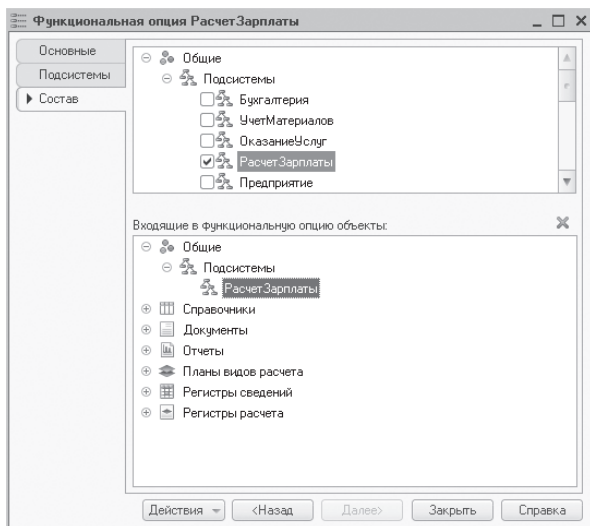 Функциональная опция РасчетЗарплаты
Основные
Подсистемы
Состав
Общие
Подсистемы
Бухгалтерия
УчетМатериалов
ОказаниеУслуг
РасчетЗарплаты
Предприятие
Входящие в функциональную опцию объекты:
Общие
Подсистемы
РасчетЗарплаты
Справочники
Документы
Отчеты
Планы видов расчета
Регистры сведений
Регистры расчета
Действия <Назад Далее> Закрыть Справка